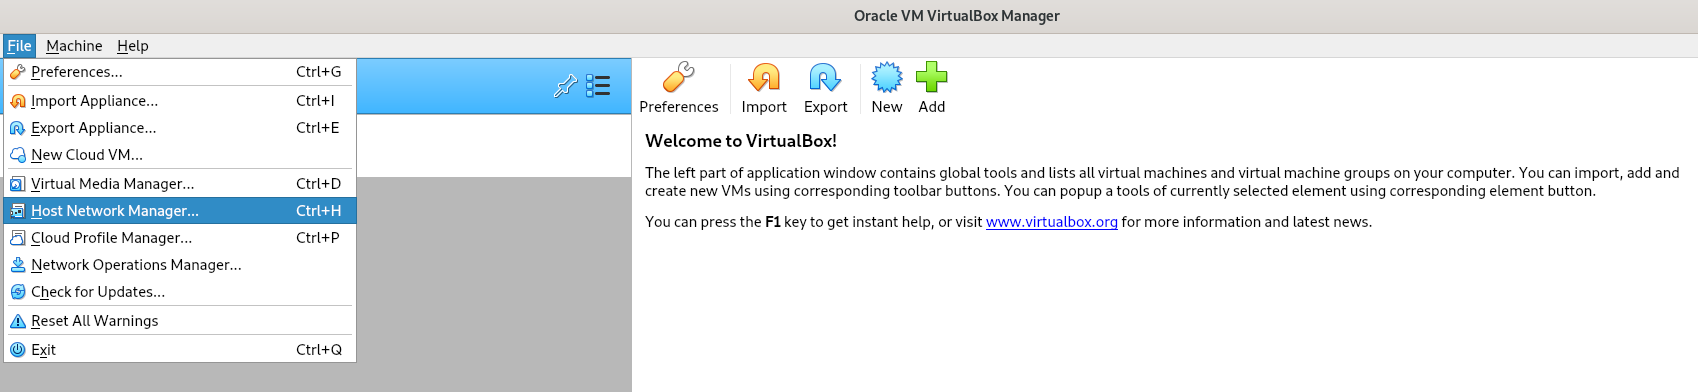 Oracle VM VirtualBox Manager
File Machine Help
Preferences... Ctrl+G
Import Appliance... Ctrl+I
Export Appliance... Ctrl+E
New Cloud VM...
Virtual Media Manager... Ctrl+D
Host Network Manager... Ctrl+H
Cloud Profile Manager... Ctrl+P
Network Operations Manager...
Check for Updates...
Reset All Warnings
Exit Ctrl+Q
Preferences Import Export New Add
Welcome to VirtualBox!
The left part of application window contains global tools and lists all virtual machines and virtual machine groups on your computer. You can import, add and
create new VMs using corresponding toolbar buttons. You can popup a tools of currently selected element using corresponding element button.
You can press the F1 key to get instant help, or visit www.virtualbox.org for more information and latest news.